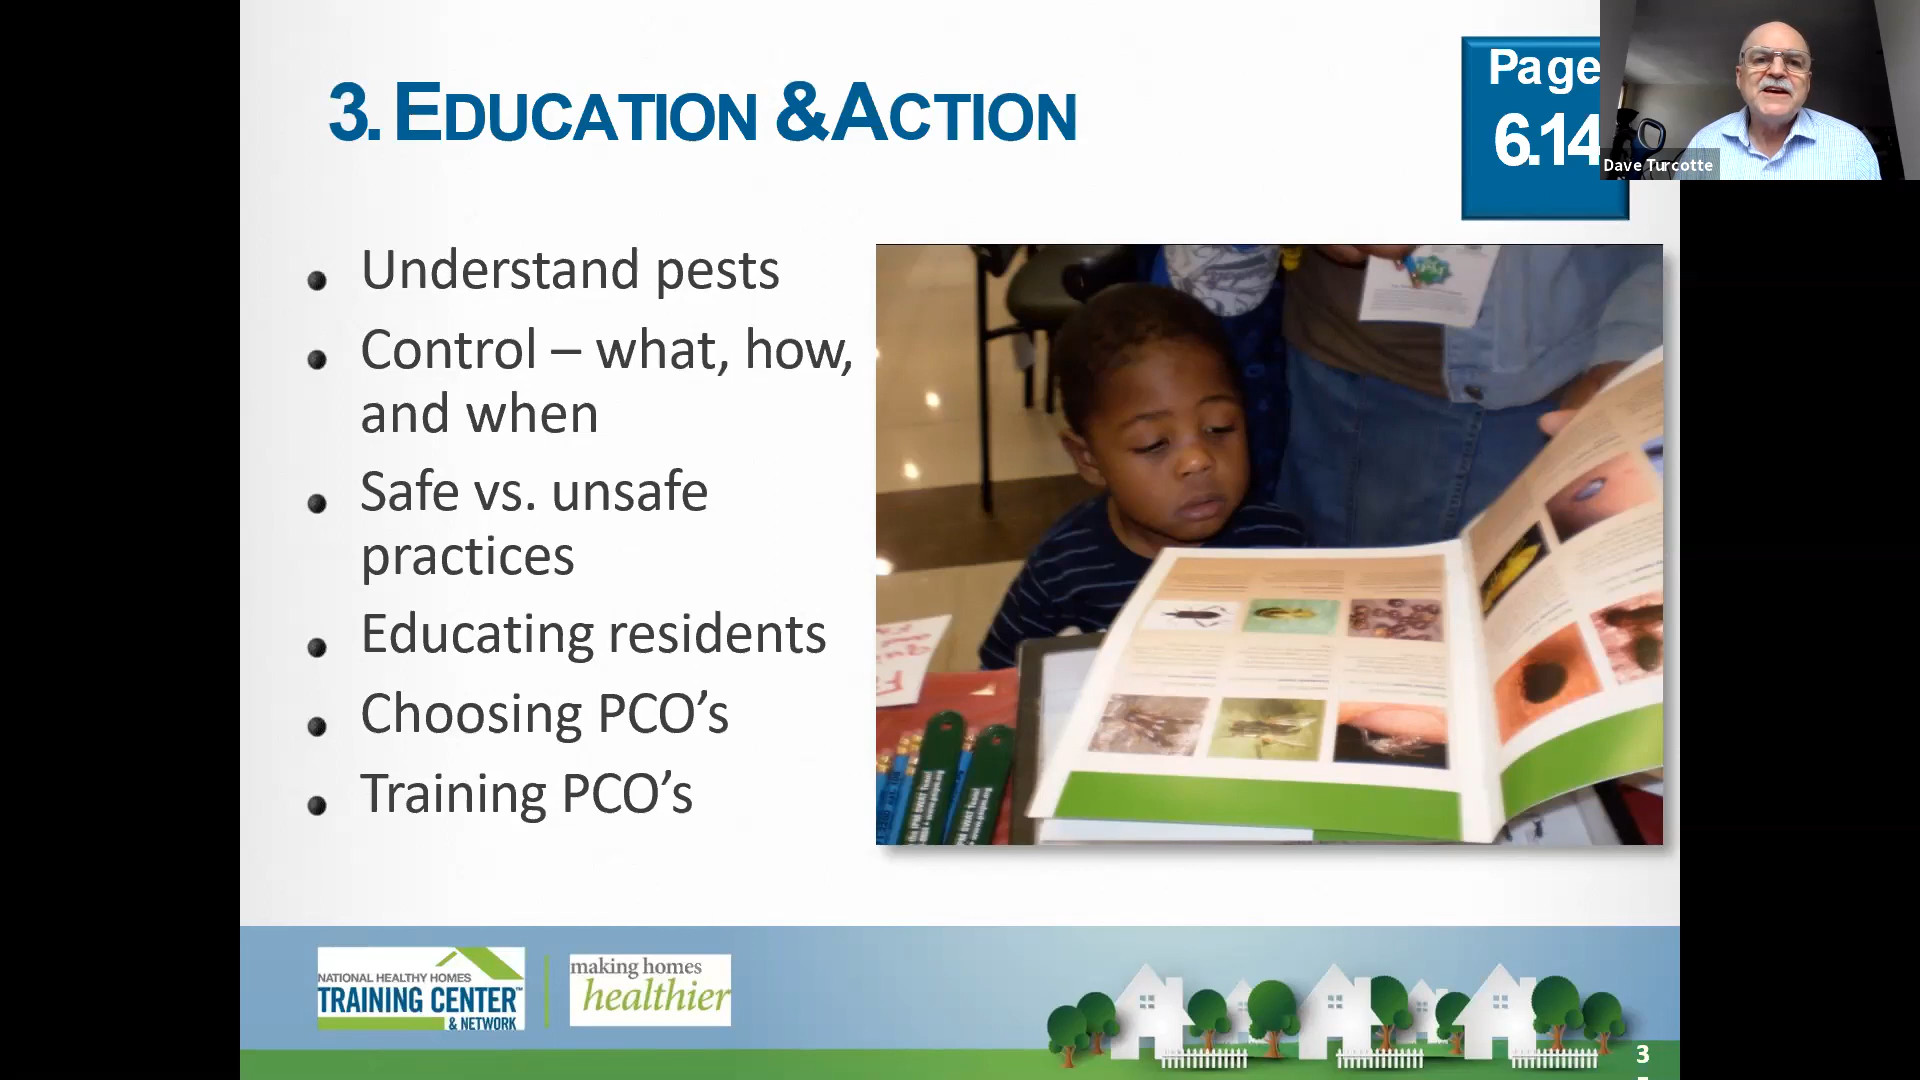 3. EDUCATION & ACTION
Page
6.14
Dave Turcotte
Understand pests
Control – what, how,
and when
Safe vs. unsafe
practices
Educating residents
Choosing PCO's
Training PCO's
NATIONAL HEALTHY HOMES
TRAINING CENTER™
& NETWORK
making homes
healthier
3